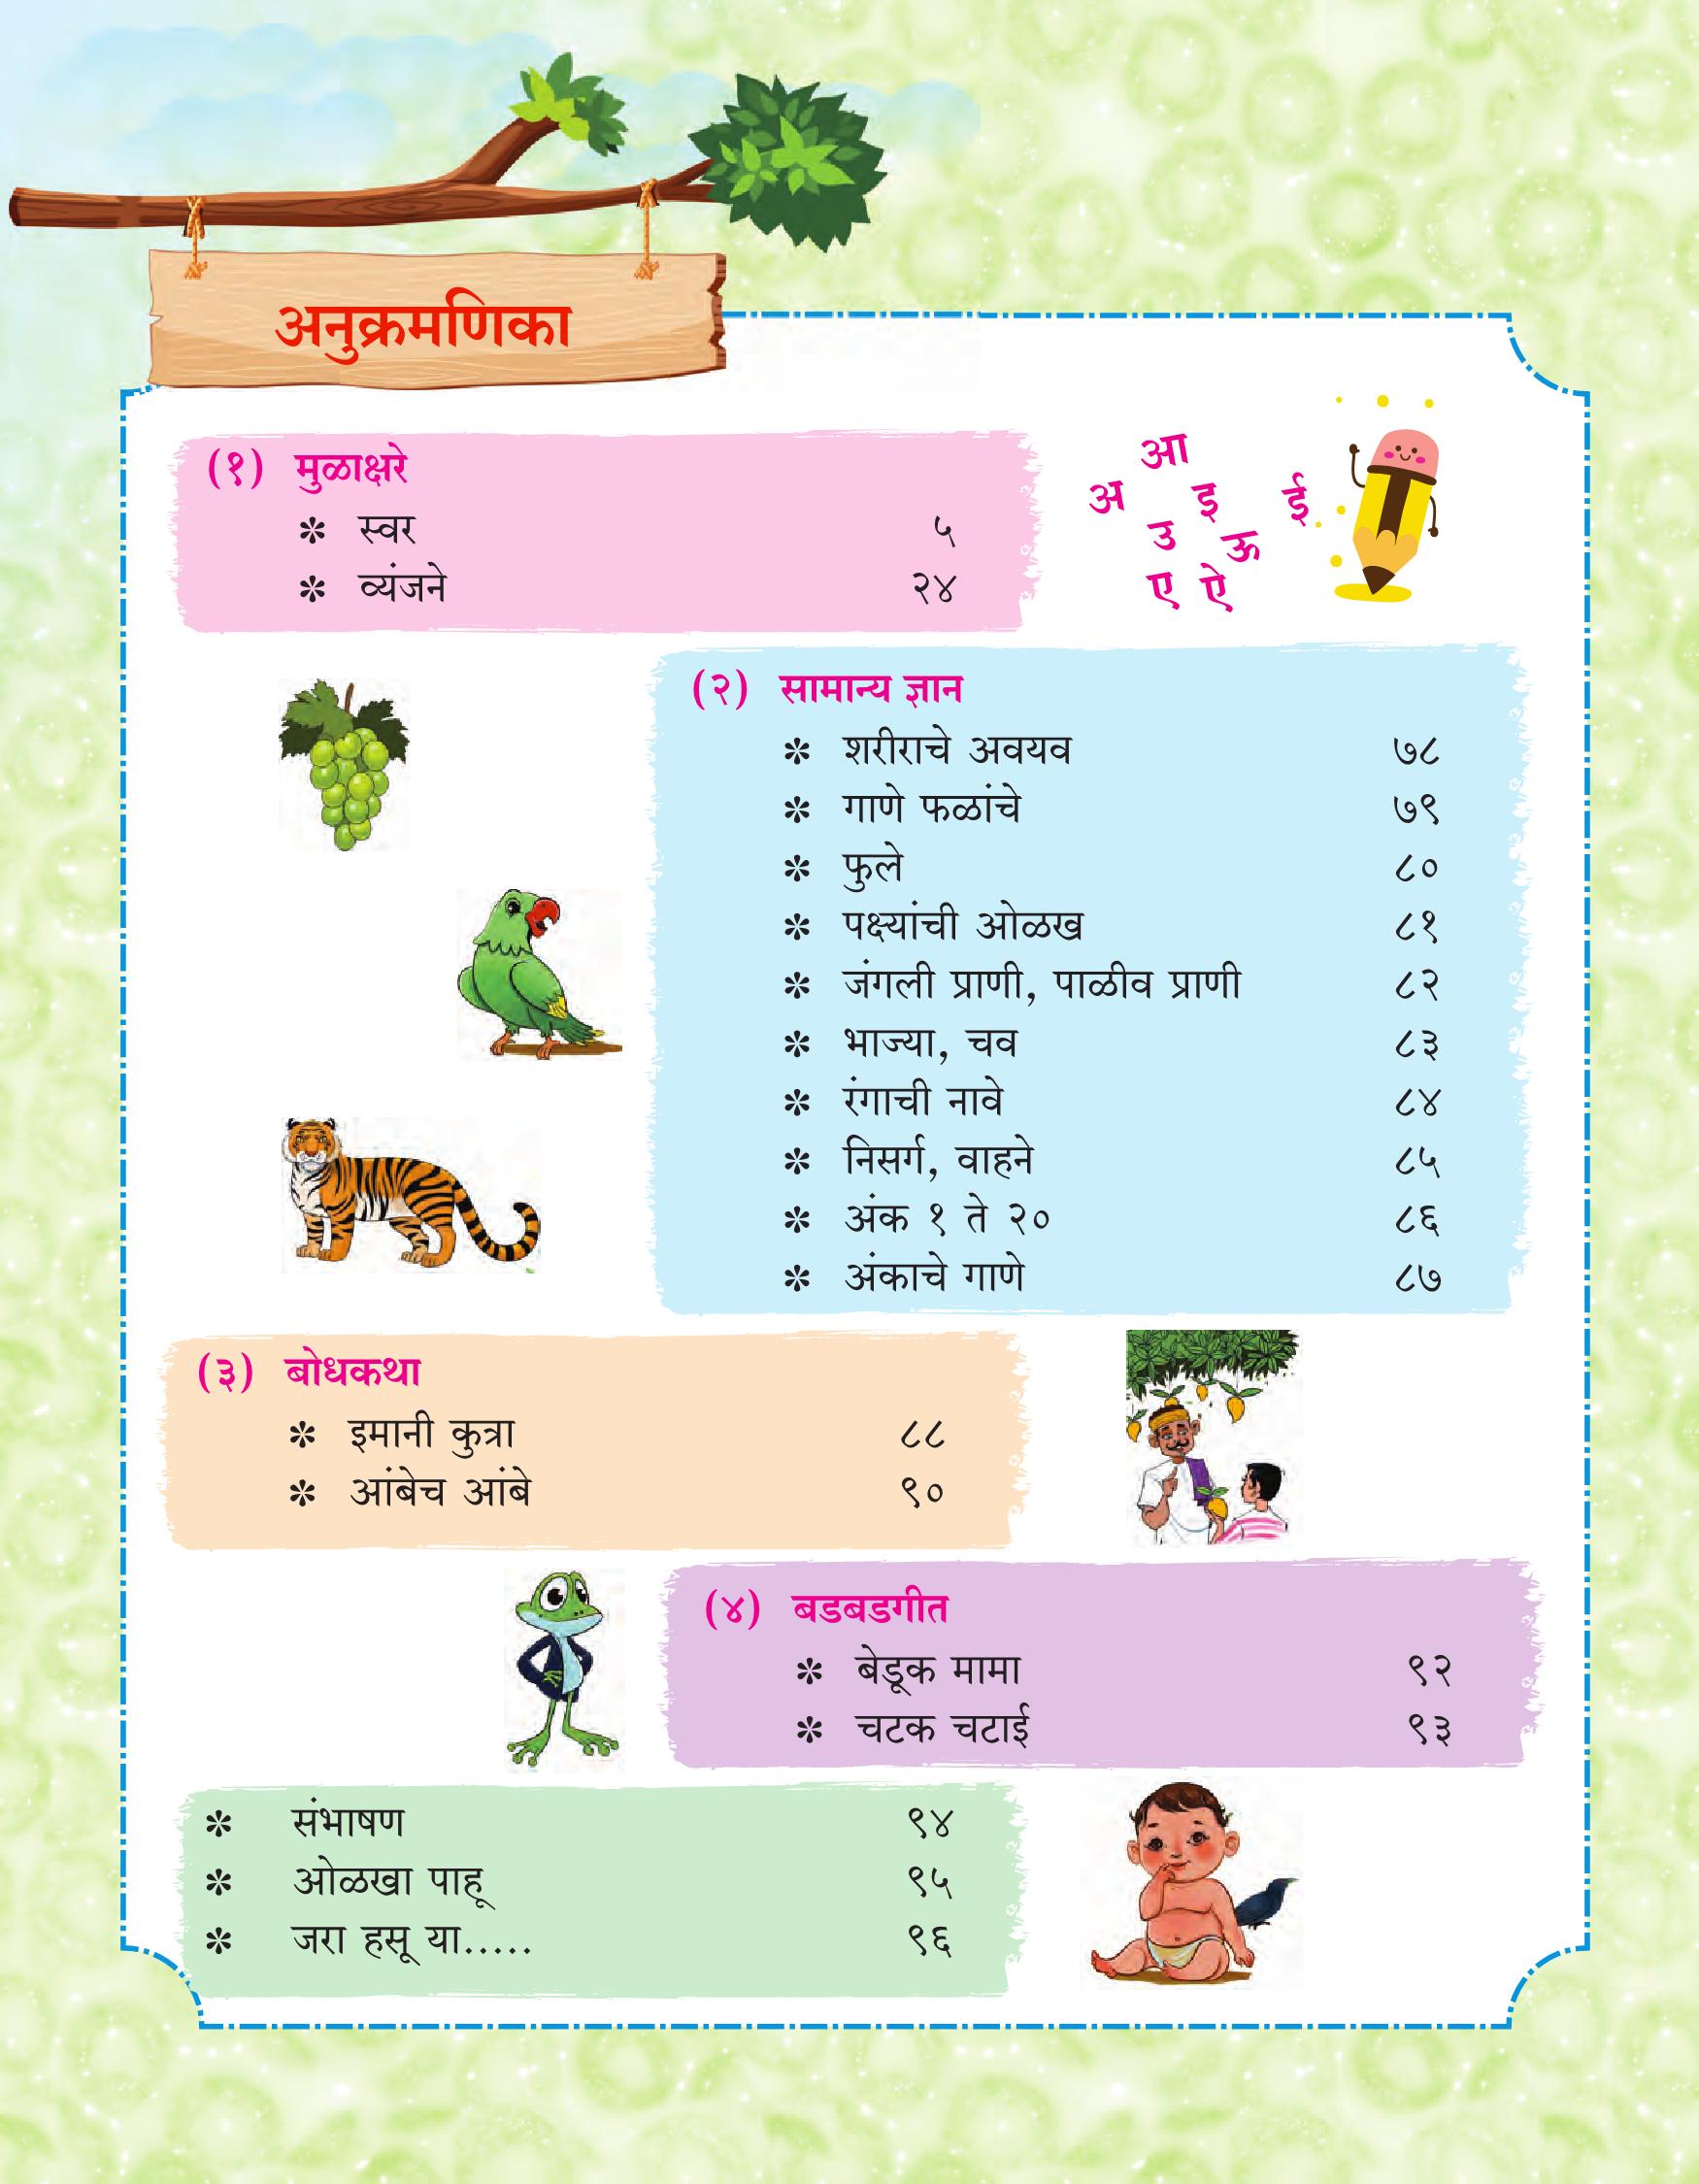 अनुक्रमणिका
(१) मुळाक्षरे
✽ स्वर ५
✽ व्यंजने २४
आ
अ इ ई
उ ऊ
ए ऐ
(२) सामान्य ज्ञान
✽ शरीराचे अवयव ७८
✽ गाणे फळांचे ७९
✽ फुले ८०
✽ पक्ष्यांची ओळख ८१
✽ जंगली प्राणी, पाळीव प्राणी ८२
✽ भाज्या, चव ८३
✽ रंगाची नावे ८४
✽ निसर्ग, वाहने ८५
✽ अंक १ ते २० ८६
✽ अंकाचे गाणे ८७
(३) बोधकथा
✽ इमानी कुत्रा ८८
✽ आंबेच आंबे ९०
(४) बडबडगीत
✽ बेडूक मामा ९२
✽ चटक चटाई ९३
✽ संभाषण ९४
✽ ओळखा पाहू ९५
✽ जरा हसू या..... ९६